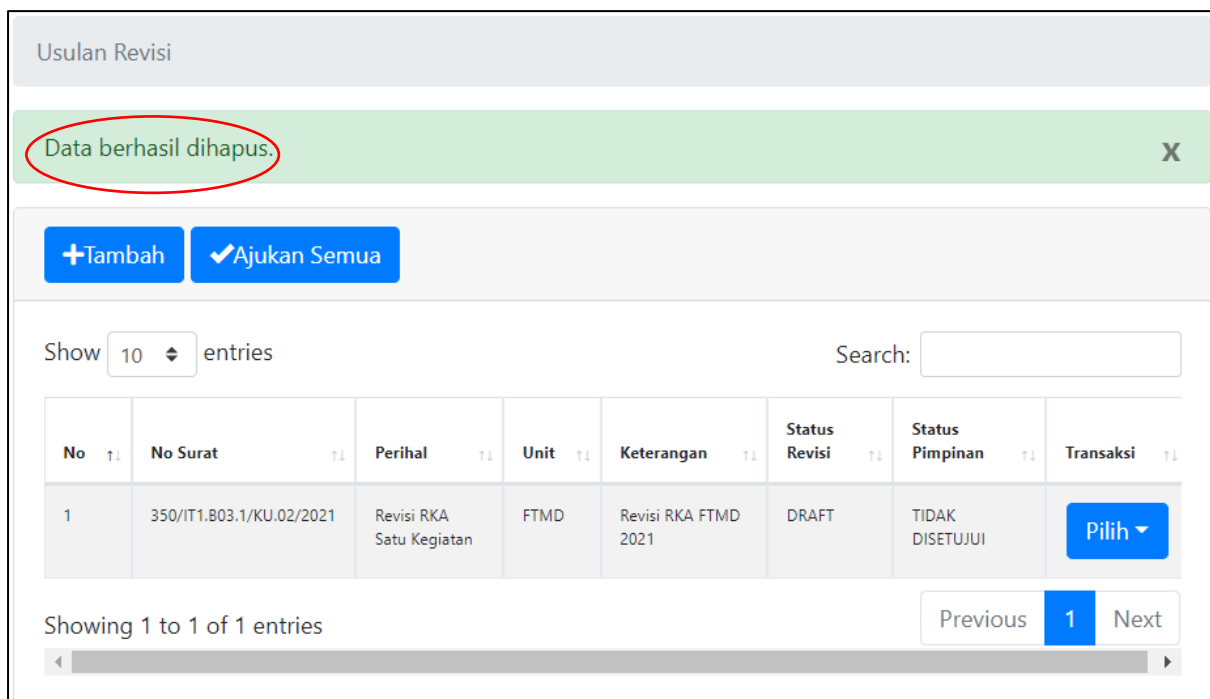 Usulan Revisi
Data berhasil dihapus. X
Tambah Ajukan Semua
Show 10 entries Search:
No No Surat Perihal Unit Keterangan Status Revisi Status Pimpinan Transaksi
1 350/IT1.B03.1/KU.02/2021 Revisi RKA Satu Kegiatan FTMD Revisi RKA FTMD 2021 DRAFT TIDAK DISETUJUI Pilih
Showing 1 to 1 of 1 entries Previous 1 Next